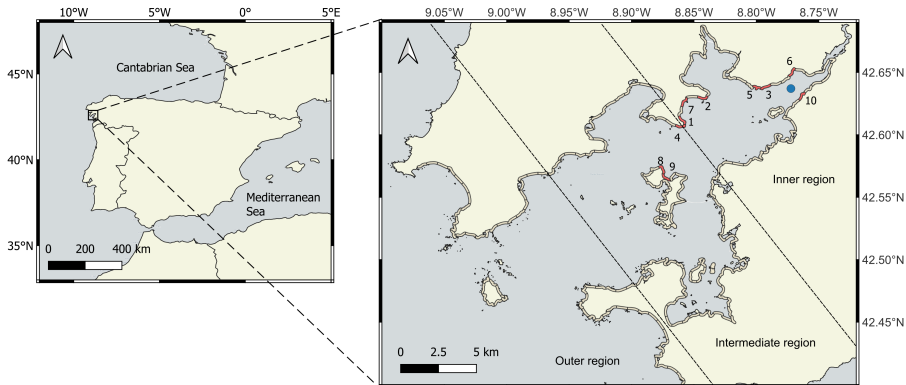 10°W 5°W 0° 5°E
45°N
40°N
35°N
Cantabrian Sea
Mediterranean
Sea
0 200 400 km
9.05°W 9.00°W 8.90°W 8.90°W 8.85°W 8.80°W 8.75°W
42.65°N
42.60°N
42.55°N
42.50°N
42.45°N
6
5 3
10
7 2
1
4
8
9
Inner region
Intermediate region
Outer region
0 2.5 5 km